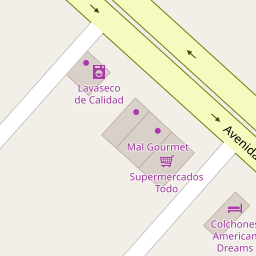 Lavaseco
de Calidad
Avenida
Mal Gourmet
Supermercados
Todo
Colchones
American
Dreams